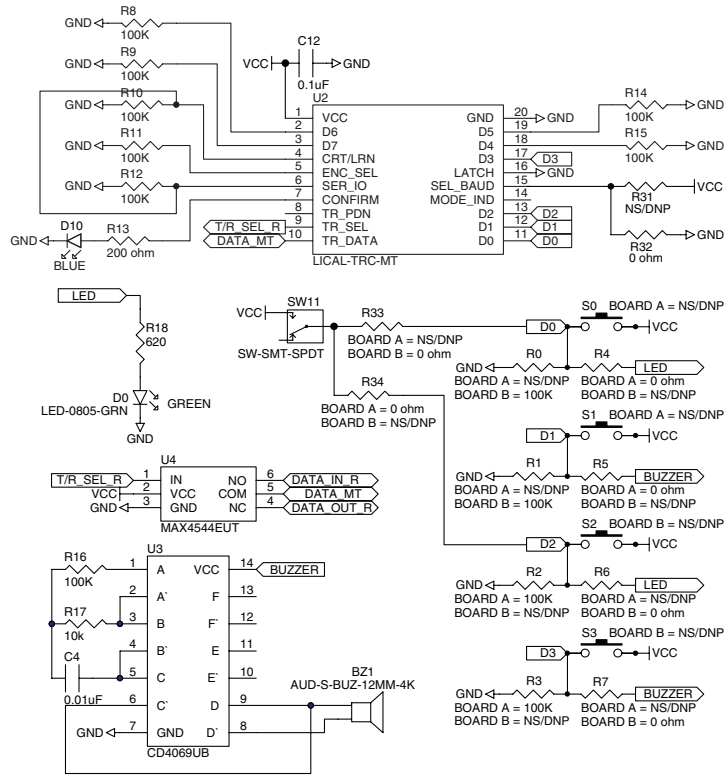 R8
GND
100K
R9
GND
100K
R10
GND
100K
R11
GND
100K
R12
GND
100K
D10
R13
GND
BLUE
200 ohm
C12
VCC
GND
0.1uF
U2
1 VCC
2 D6
3 D7
4 CRT/LRN
5 ENC_SEL
6 SER_IO
7 CONFIRM
8 TR_PDN
T/R_SEL_R 9 TR_SEL
DATA_MT 10 TR_DATA
GND 20 GND
D5 19
D4 18
D3 17 D3
LATCH 16 GND
SEL_BAUD 15
MODE_IND 14
D2 13 D2
D1 12 D1
D0 11 D0
LICAL-TRC-MT
R14
100K
GND
R15
100K
GND
R31
NS/DNP
VCC
R32
0 ohm
GND
LED
R18
620
D0
LED-0805-GRN
GREEN
GND
SW11
VCC
SW-SMT-SPDT
R33
BOARD A = NS/DNP
BOARD B = 0 ohm
R34
BOARD A = 0 ohm
BOARD B = NS/DNP
S0 BOARD A = NS/DNP
D0
VCC
R0
R4
GND
LED
BOARD A = NS/DNP
BOARD B = 100K
BOARD A = 0 ohm
BOARD B = NS/DNP
S1 BOARD A = NS/DNP
D1
VCC
R1
R5
GND
BUZZER
BOARD A = NS/DNP
BOARD B = 100K
BOARD A = 0 ohm
BOARD B = NS/DNP
S2 BOARD B = NS/DNP
D2
VCC
R2
R6
GND
LED
BOARD A = 100K
BOARD B = NS/DNP
BOARD A = NS/DNP
BOARD B = 0 ohm
S3 BOARD B = NS/DNP
D3
VCC
R3
R7
GND
BUZZER
BOARD A = 100K
BOARD B = NS/DNP
BOARD A = NS/DNP
BOARD B = 0 ohm
U4
T/R_SEL_R 1 IN
VCC 2 VCC
GND 3 GND
NO 6 DATA_IN_R
COM 5 DATA_MT
NC 4 DATA_OUT_R
MAX4544EUT
U3
R16
100K
R17
10k
C4
0.01uF
1 A
2 A`
3 B
4 B`
5 C
6 C`
GND 7 GND
VCC 14 BUZZER
F 13
F` 12
E 11
E` 10
D 9
D` 8
CD4069UB
BZ1
AUD-S-BUZ-12MM-4K